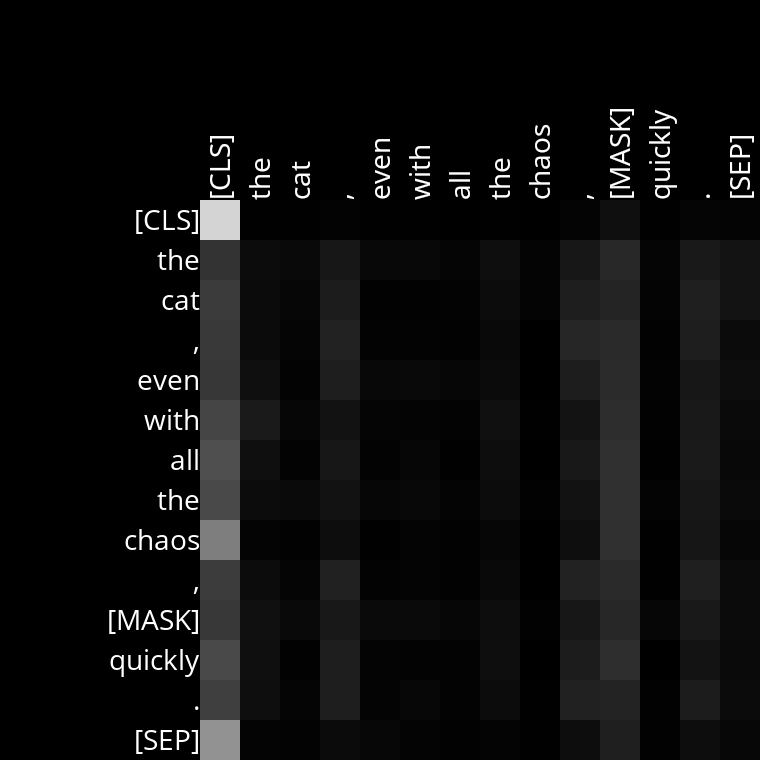 [CLS] the cat , even with all the chaos , [MASK] quickly . [SEP]
[CLS]
the
cat
,
even
with
all
the
chaos
,
[MASK]
quickly
.
[SEP]